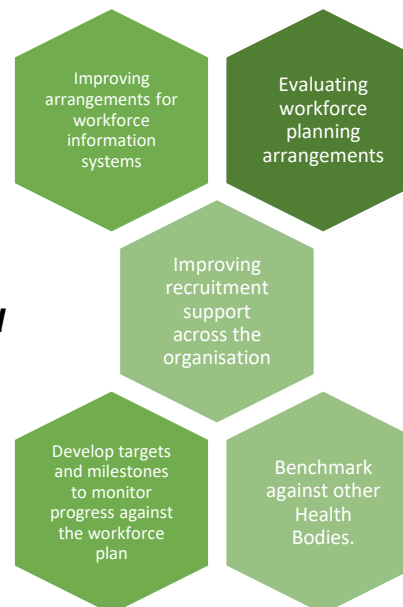 Improving
arrangements for
workforce
information
systems
Evaluating
workforce
planning
arrangements
Improving
recruitment
support
across the
organisation
Develop targets
and milestones
to monitor
progress against
the workforce
plan
Benchmark
against other
Health
Bodies.